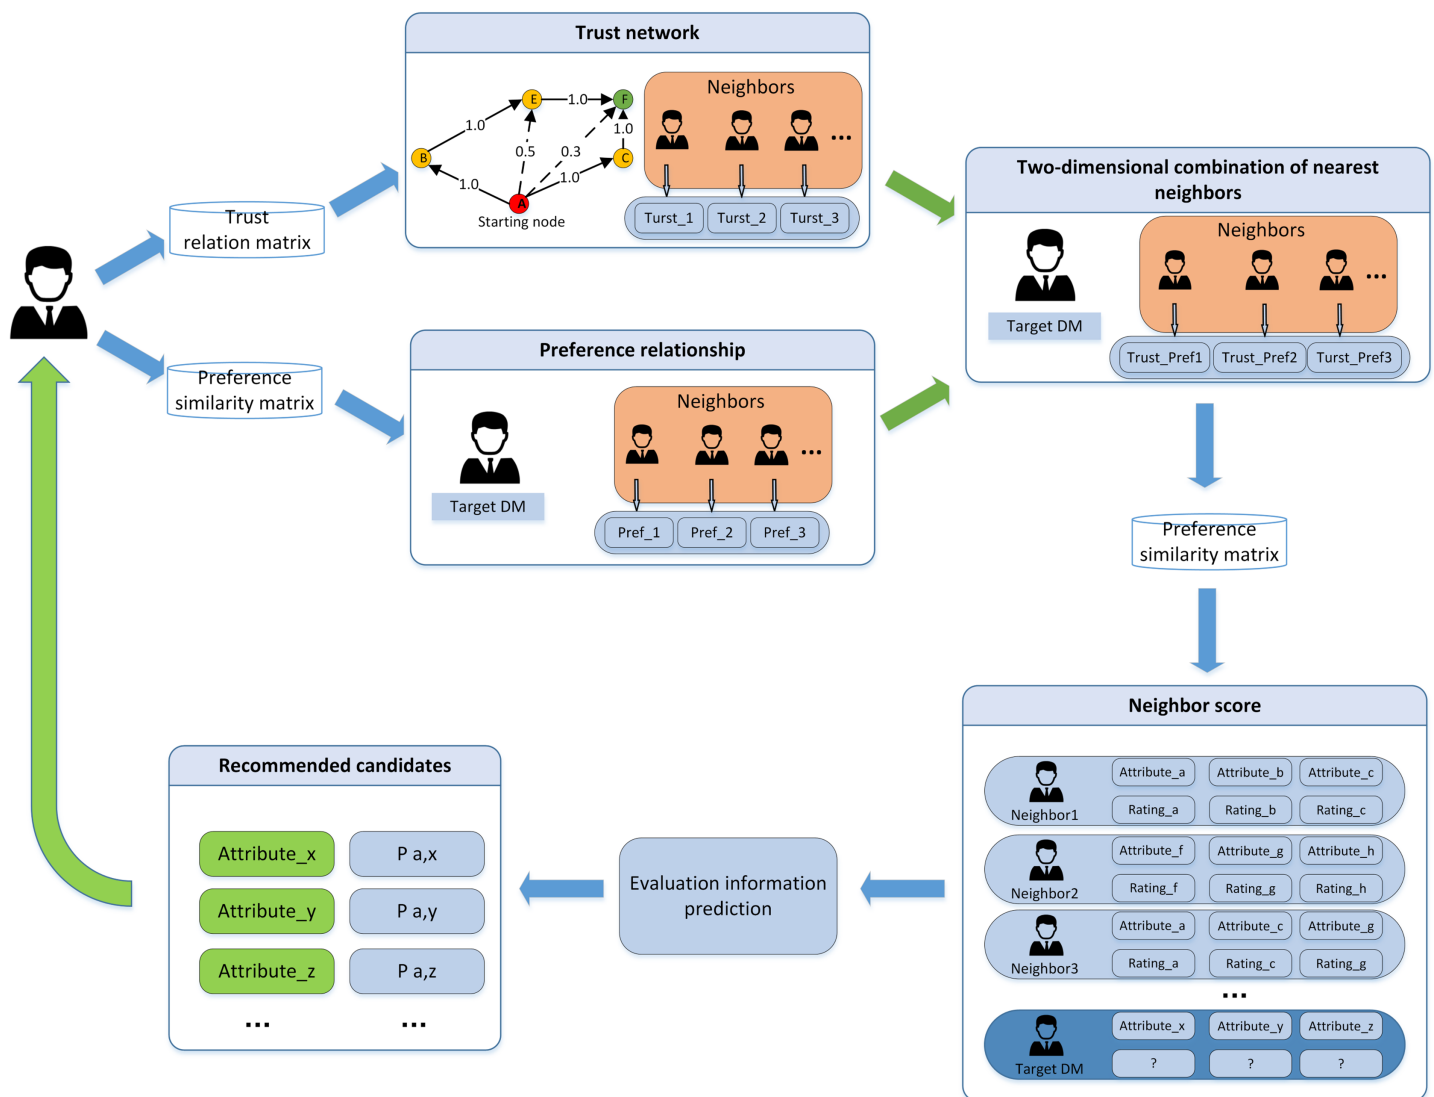 Trust network
E
1.0
F
Neighbors
1.0
1.0
B
0.5
0.3
C
1.0
1.0
A
Starting node
...
Turst_1
Turst_2
Turst_3
Trust
relation matrix
Preference
similarity matrix
Preference relationship
Target DM
Neighbors
...
Pref_1
Pref_2
Pref_3
Two-dimensional combination of nearest
neighbors
Target DM
Neighbors
...
Trust_Pref1
Trust_Pref2
Turst_Pref3
Preference
similarity matrix
Neighbor score
Neighbor1
Attribute_a
Attribute_b
Attribute_c
Rating_a
Rating_b
Rating_c
Neighbor2
Attribute_f
Attribute_g
Attribute_h
Rating_f
Rating_g
Rating_h
Neighbor3
Attribute_a
Attribute_c
Attribute_g
Rating_a
Rating_c
Rating_g
...
Target DM
Attribute_x
Attribute_y
Attribute_z
?
?
?
Evaluation information
prediction
Recommended candidates
Attribute_x
P a,x
Attribute_y
P a,y
Attribute_z
P a,z
...
...